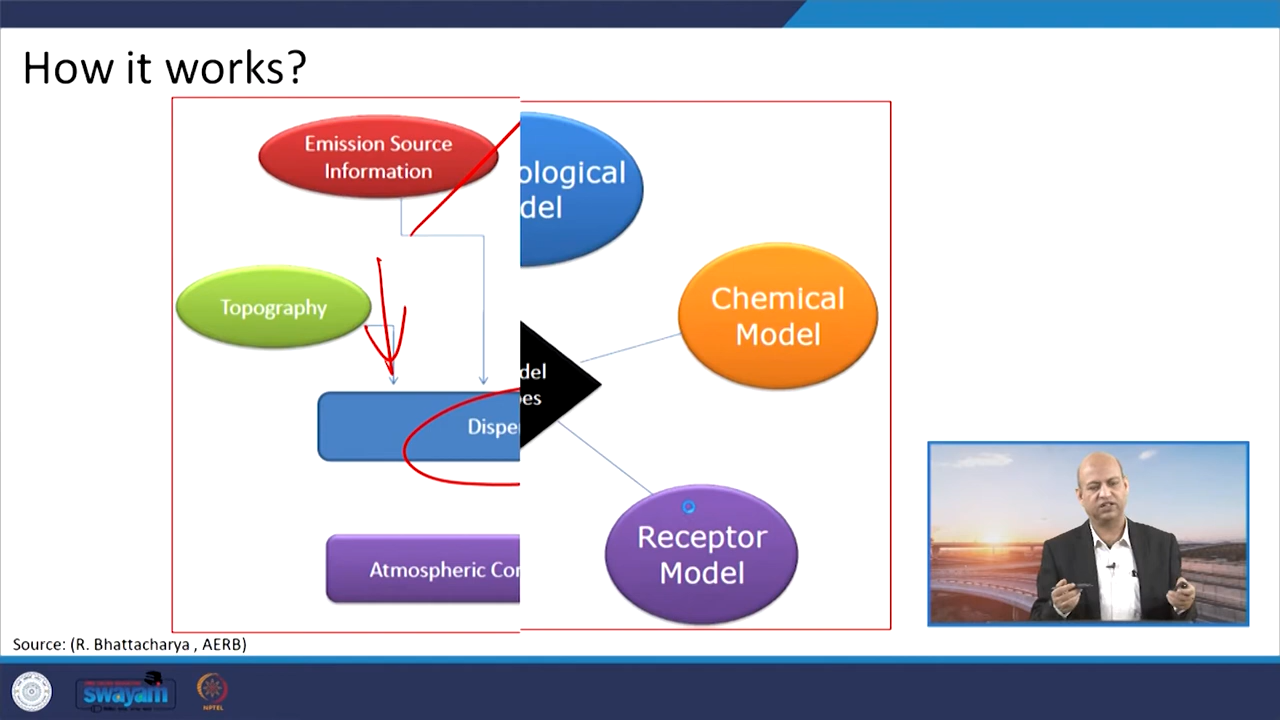 How it works?
Emission Source
Information
ological
del
Topography
Chemical
Model
del
es
Dispe
Receptor
Model
Atmospheric Con
Source: (R. Bhattacharya , AERB)
swayam
NPTEL